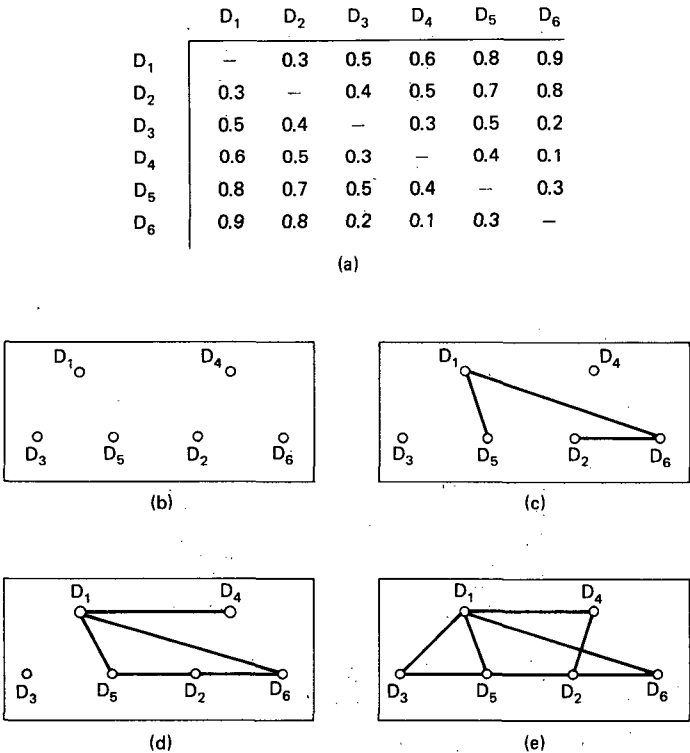 D₁ D₂ D₃ D₄ D₅ D₆
D₁ — 0.3 0.5 0.6 0.8 0.9
D₂ 0.3 — 0.4 0.5 0.7 0.8
D₃ 0.5 0.4 — 0.3 0.5 0.2
D₄ 0.6 0.5 0.3 — 0.4 0.1
D₅ 0.8 0.7 0.5 0.4 — 0.3
D₆ 0.9 0.8 0.2 0.1 0.3 —
(a)
D₁ D₄
D₃ D₅ D₂ D₆
(b)
D₁ D₄
D₃ D₅ D₂ D₆
(c)
D₁ D₄
D₃ D₅ D₂ D₆
(d)
D₁ D₄
D₃ D₅ D₂ D₆
(e)